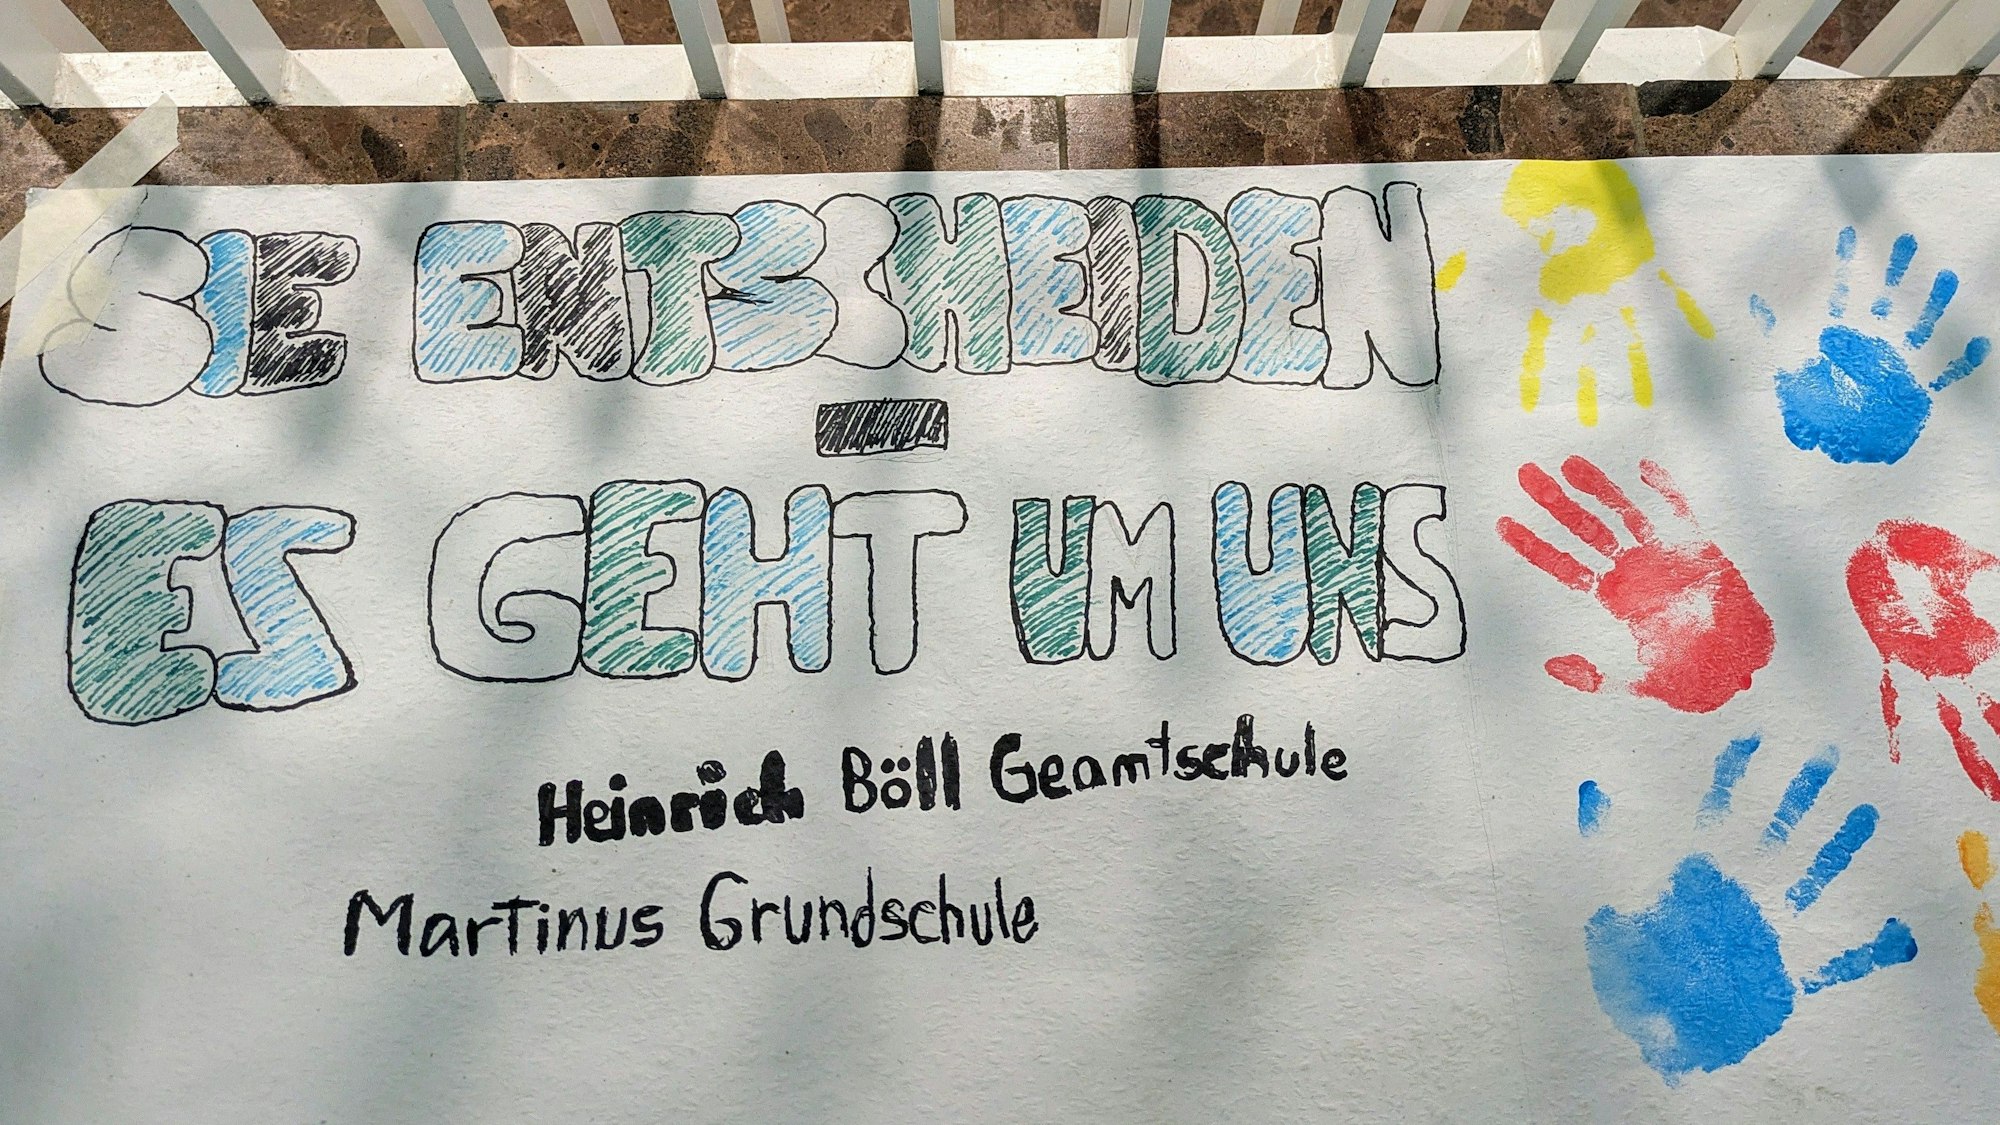 SIE ENTSCHEIDEN
-
ES GEHT UM UNS
Heinrich Böll Geamtschule
Martinus Grundschule